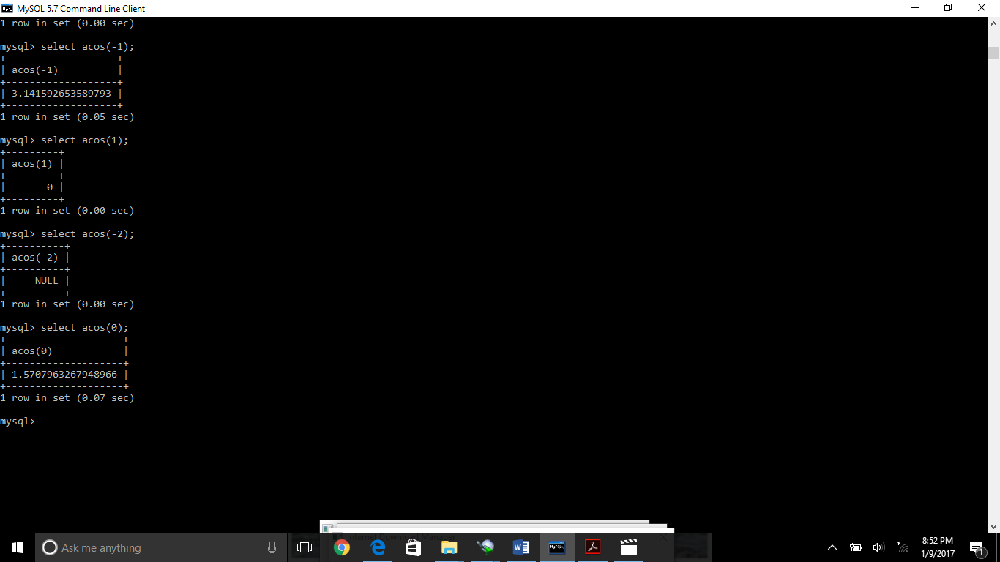 MySQL 5.7 Command Line Client
1 row in set (0.00 sec)
mysql> select acos(-1);
+-------------------+
| acos(-1)          |
+-------------------+
| 3.141592653589793 |
+-------------------+
1 row in set (0.05 sec)
mysql> select acos(1);
+---------+
| acos(1) |
+---------+
|       0 |
+---------+
1 row in set (0.00 sec)
mysql> select acos(-2);
+----------+
| acos(-2) |
+----------+
|     NULL |
+----------+
1 row in set (0.00 sec)
mysql> select acos(0);
+--------------------+
| acos(0)            |
+--------------------+
| 1.5707963267948966 |
+--------------------+
1 row in set (0.07 sec)
mysql>
Internet Download Manager
Ask me anything
8:52 PM
1/9/2017
1